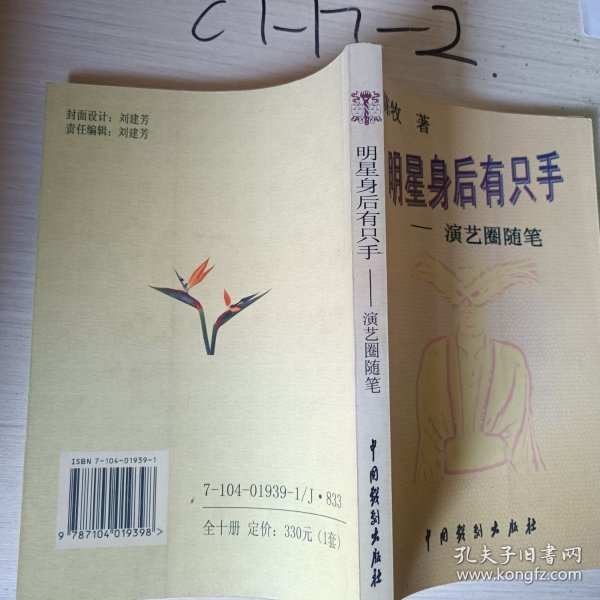 C1-17-2
封面设计：刘建芳
责任编辑：刘建芳
ISBN 7-104-01939-1
9 787104 019398 >
7-104-01939-1/J·833
全十册 定价：330元（1套）
明星身后有只手——演艺圈随笔
中国戏剧出版社
牧 著
明星身后有只手
— 演艺圈随笔
中国戏剧出版社
孔夫子旧书网
www.kongfz.com